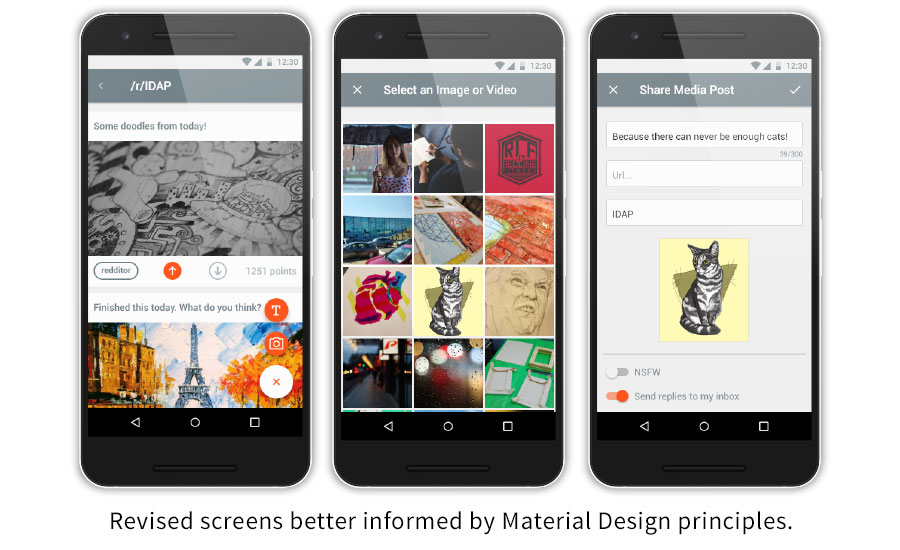 12:30
/r/IDAP
Some doodles from today!
redditor
1251 points
Finished this today. What do you think?
T
12:30
Select an Image or Video
12:30
Share Media Post
Because there can never be enough cats!
39/300
Url...
IDAP
NSFW
Send replies to my inbox
Revised screens better informed by Material Design principles.